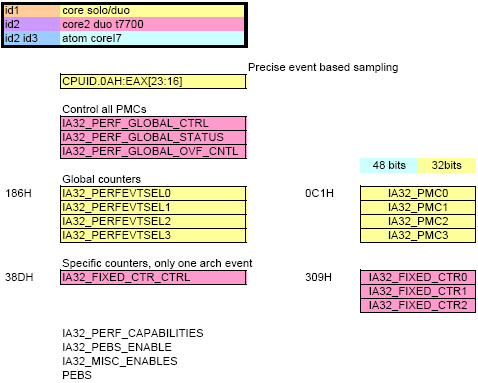 id1 core solo/duo
id2 core2 duo t7700
id2 id3 atom coreI7
Precise event based sampling
CPUID.0AH:EAX[23:16]
Control all PMCs
IA32_PERF_GLOBAL_CTRL
IA32_PERF_GLOBAL_STATUS
IA32_PERF_GLOBAL_OVF_CNTL
48 bits 32bits
Global counters
186H IA32_PERFEVTSEL0 0C1H IA32_PMC0
IA32_PERFEVTSEL1 IA32_PMC1
IA32_PERFEVTSEL2 IA32_PMC2
IA32_PERFEVTSEL3 IA32_PMC3
Specific counters, only one arch event
38DH IA32_FIXED_CTR_CTRL 309H IA32_FIXED_CTR0
IA32_FIXED_CTR1
IA32_FIXED_CTR2
IA32_PERF_CAPABILITIES
IA32_PEBS_ENABLE
IA32_MISC_ENABLES
PEBS